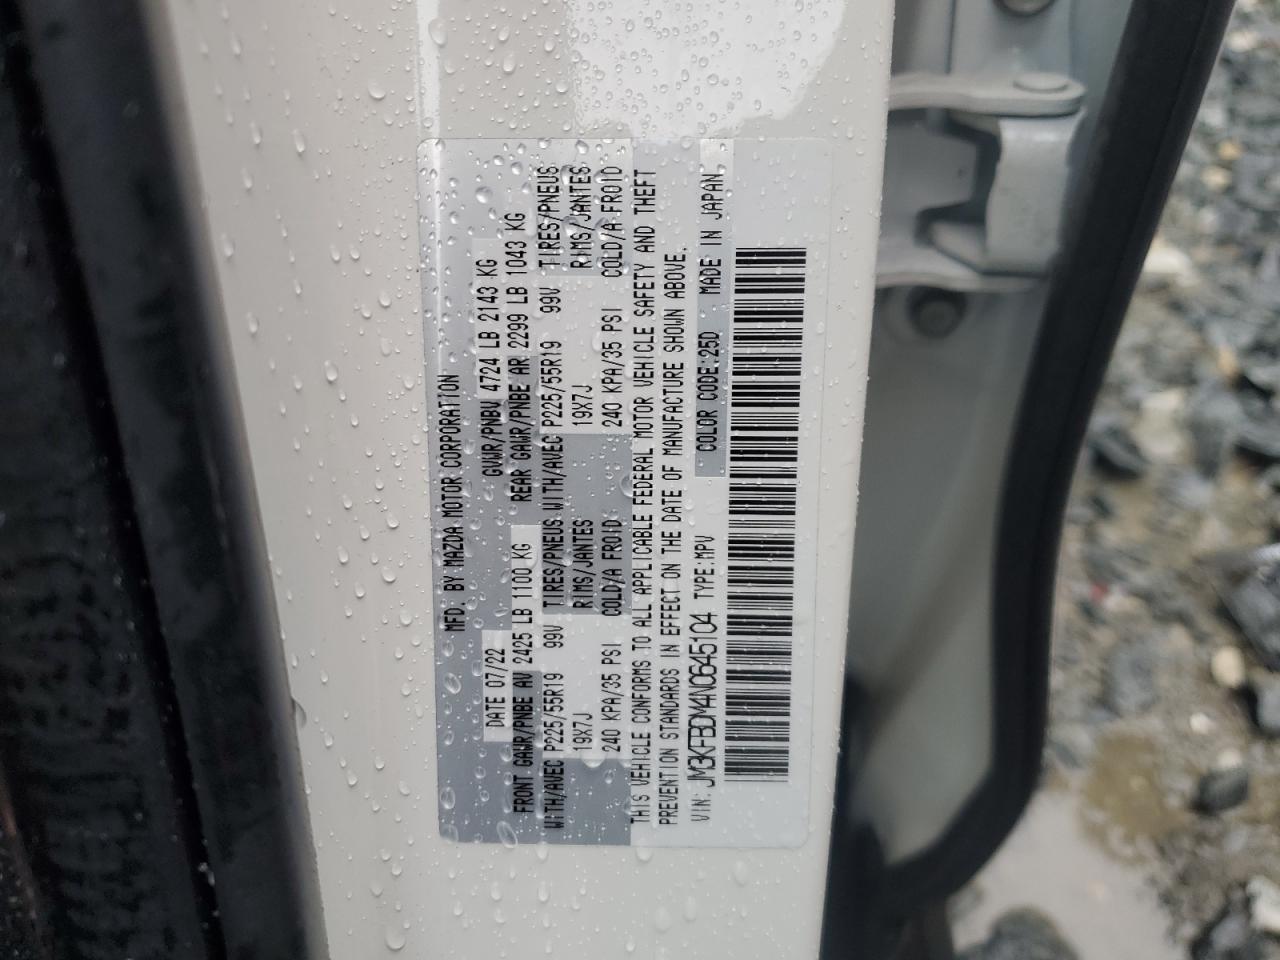 MFD. BY MAZDA MOTOR CORPORATION
DATE 07/22 GVWR/PNBV 4724 LB 2143 KG
FRONT GAWR/PNBE AV 2425 LB 1100 KG REAR GAWR/PNBE AR 2299 LB 1043 KG
WITH/AVEC P225/55R19 99V TIRES/PNEUS WITH/AVEC P225/55R19 99V TIRES/PNEUS
19X7J RIMS/JANTES 19X7J RIMS/JANTES
240 KPA/35 PSI COLD/A FROID 240 KPA/35 PSI COLD/A FROID
THIS VEHICLE CONFORMS TO ALL APPLICABLE FEDERAL MOTOR VEHICLE SAFETY AND THEFT
PREVENTION STANDARDS IN EFFECT ON THE DATE OF MANUFACTURE SHOWN ABOVE.
VIN: JM3KFBDY4N0645104 TYPE:MPV COLOR CODE:25D MADE IN JAPAN